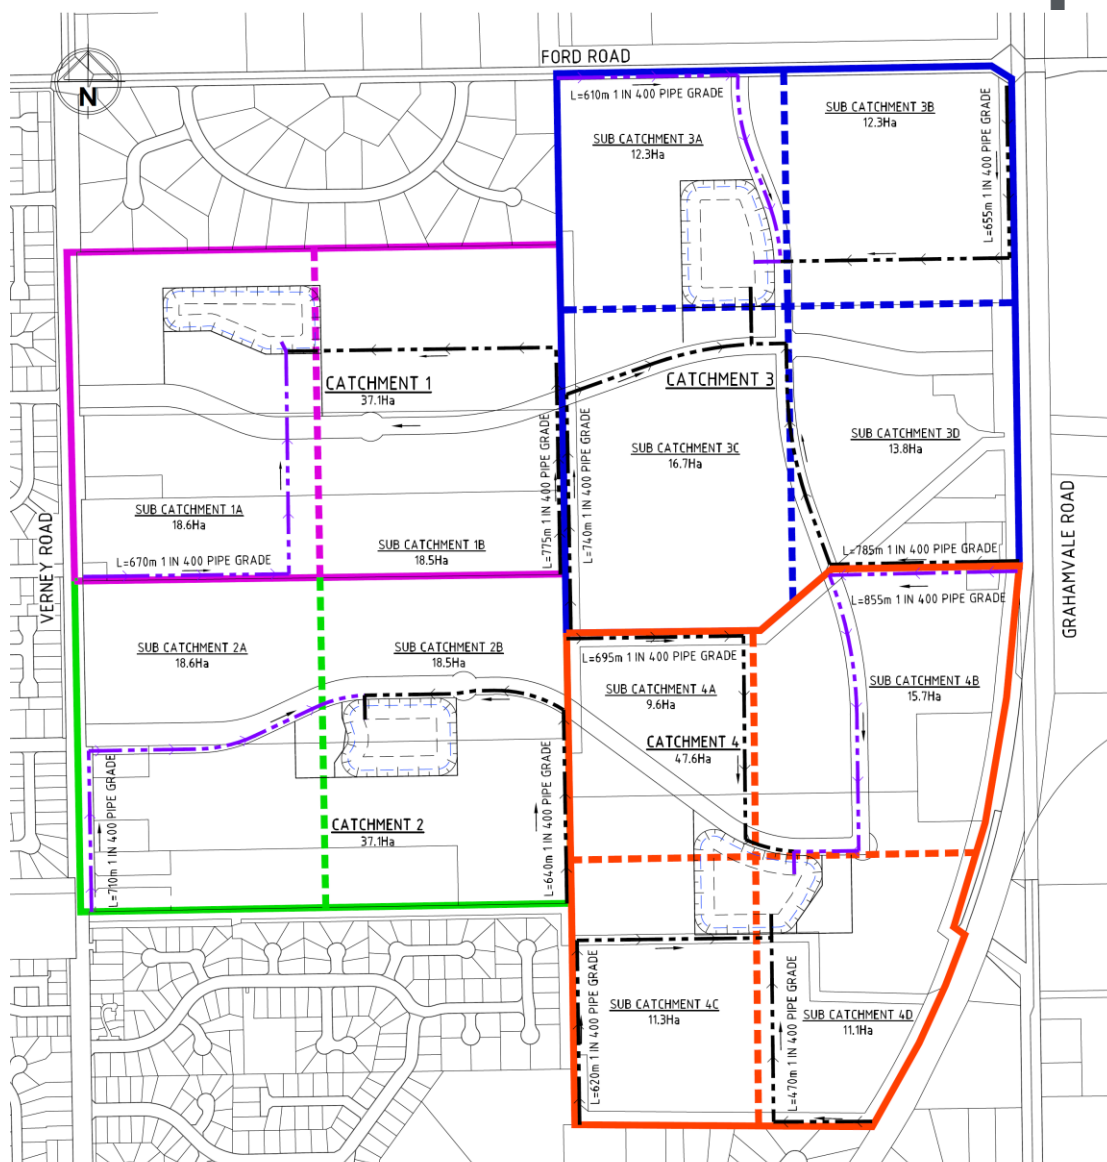 FORD ROAD
L=610m 1 IN 400 PIPE GRADE
SUB CATCHMENT 3A
12.3Ha
SUB CATCHMENT 3B
12.3Ha
L=655m 1 IN 400 PIPE GRADE
N
CATCHMENT 1
37.1Ha
CATCHMENT 3
SUB CATCHMENT 3C
16.7Ha
SUB CATCHMENT 3D
13.8Ha
L=775m 1 IN 400 PIPE GRADE
L=740m 1 IN 400 PIPE GRADE
SUB CATCHMENT 1A
18.6Ha
SUB CATCHMENT 1B
18.5Ha
L=670m 1 IN 400 PIPE GRADE
L=785m 1 IN 400 PIPE GRADE
VERNEY ROAD
GRAHAMVALE ROAD
L=855m 1 IN 400 PIPE GRADE
SUB CATCHMENT 2A
18.6Ha
SUB CATCHMENT 2B
18.5Ha
L=695m 1 IN 400 PIPE GRADE
SUB CATCHMENT 4A
9.6Ha
SUB CATCHMENT 4B
15.7Ha
CATCHMENT 4
47.6Ha
L=710m 1 IN 400 PIPE GRADE
CATCHMENT 2
37.1Ha
L=640m 1 IN 400 PIPE GRADE
SUB CATCHMENT 4C
11.3Ha
SUB CATCHMENT 4D
11.1Ha
L=620m 1 IN 400 PIPE GRADE
L=470m 1 IN 400 PIPE GRADE